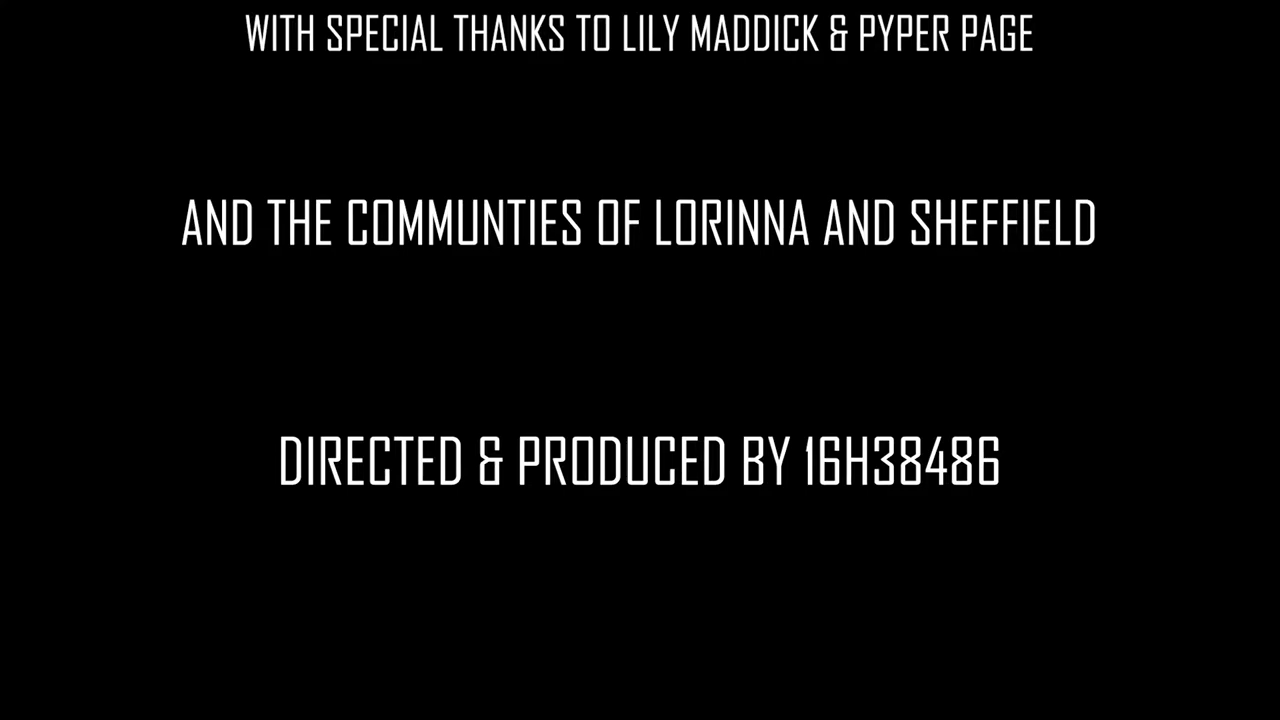 WITH SPECIAL THANKS TO LILY MADDICK & PYPER PAGE
AND THE COMMUNTIES OF LORINNA AND SHEFFIELD
DIRECTED & PRODUCED BY 16H38486